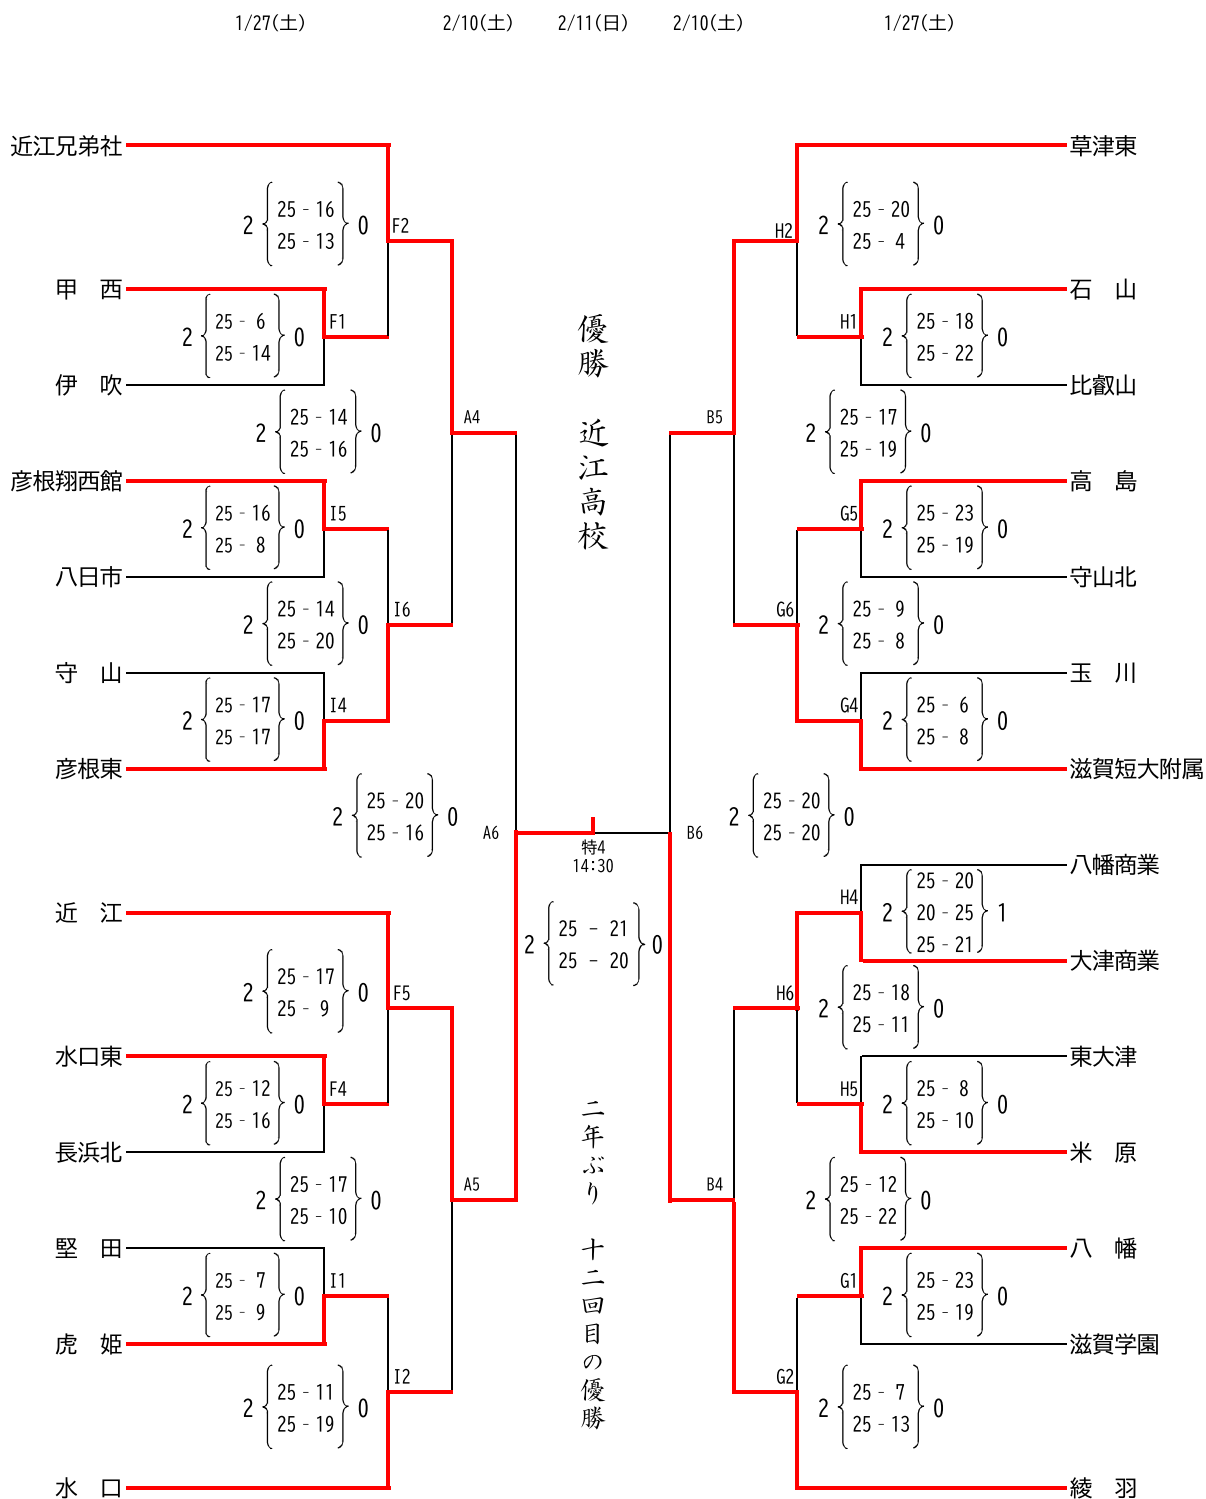 1/27(土)
2/10(土)
2/11(日)
2/10(土)
1/27(土)
近江兄弟社
2 25 - 16 0
25 - 13
F2
甲　西
2 25 - 6 0
25 - 14
F1
伊　吹
2 25 - 14 0
25 - 16
A4
彦根翔西館
2 25 - 16 0
25 - 8
I5
八日市
2 25 - 14 0
25 - 20
I6
守　山
2 25 - 17 0
25 - 17
I4
彦根東
2 25 - 20 0
25 - 16
A6
近　江
2 25 - 17 0
25 - 9
F5
水口東
2 25 - 12 0
25 - 16
F4
長浜北
2 25 - 17 0
25 - 10
A5
堅　田
2 25 - 7 0
25 - 9
I1
虎　姫
2 25 - 11 0
25 - 19
I2
水　口
優勝　近江高校
特4
14:30
2 25 - 21 0
25 - 20
二年ぶり　十二回目の優勝
草津東
H2
2 25 - 20 0
25 - 4
石　山
H1
2 25 - 18 0
25 - 22
比叡山
B5
2 25 - 17 0
25 - 19
高　島
G5
2 25 - 23 0
25 - 19
守山北
G6
2 25 - 9 0
25 - 8
玉　川
G4
2 25 - 6 0
25 - 8
滋賀短大附属
B6
2 25 - 20 0
25 - 20
八幡商業
H4
2 25 - 20 1
20 - 25
25 - 21
大津商業
H6
2 25 - 18 0
25 - 11
東大津
H5
2 25 - 8 0
25 - 10
米　原
B4
2 25 - 12 0
25 - 22
八　幡
G1
2 25 - 23 0
25 - 19
滋賀学園
G2
2 25 - 7 0
25 - 13
綾　羽